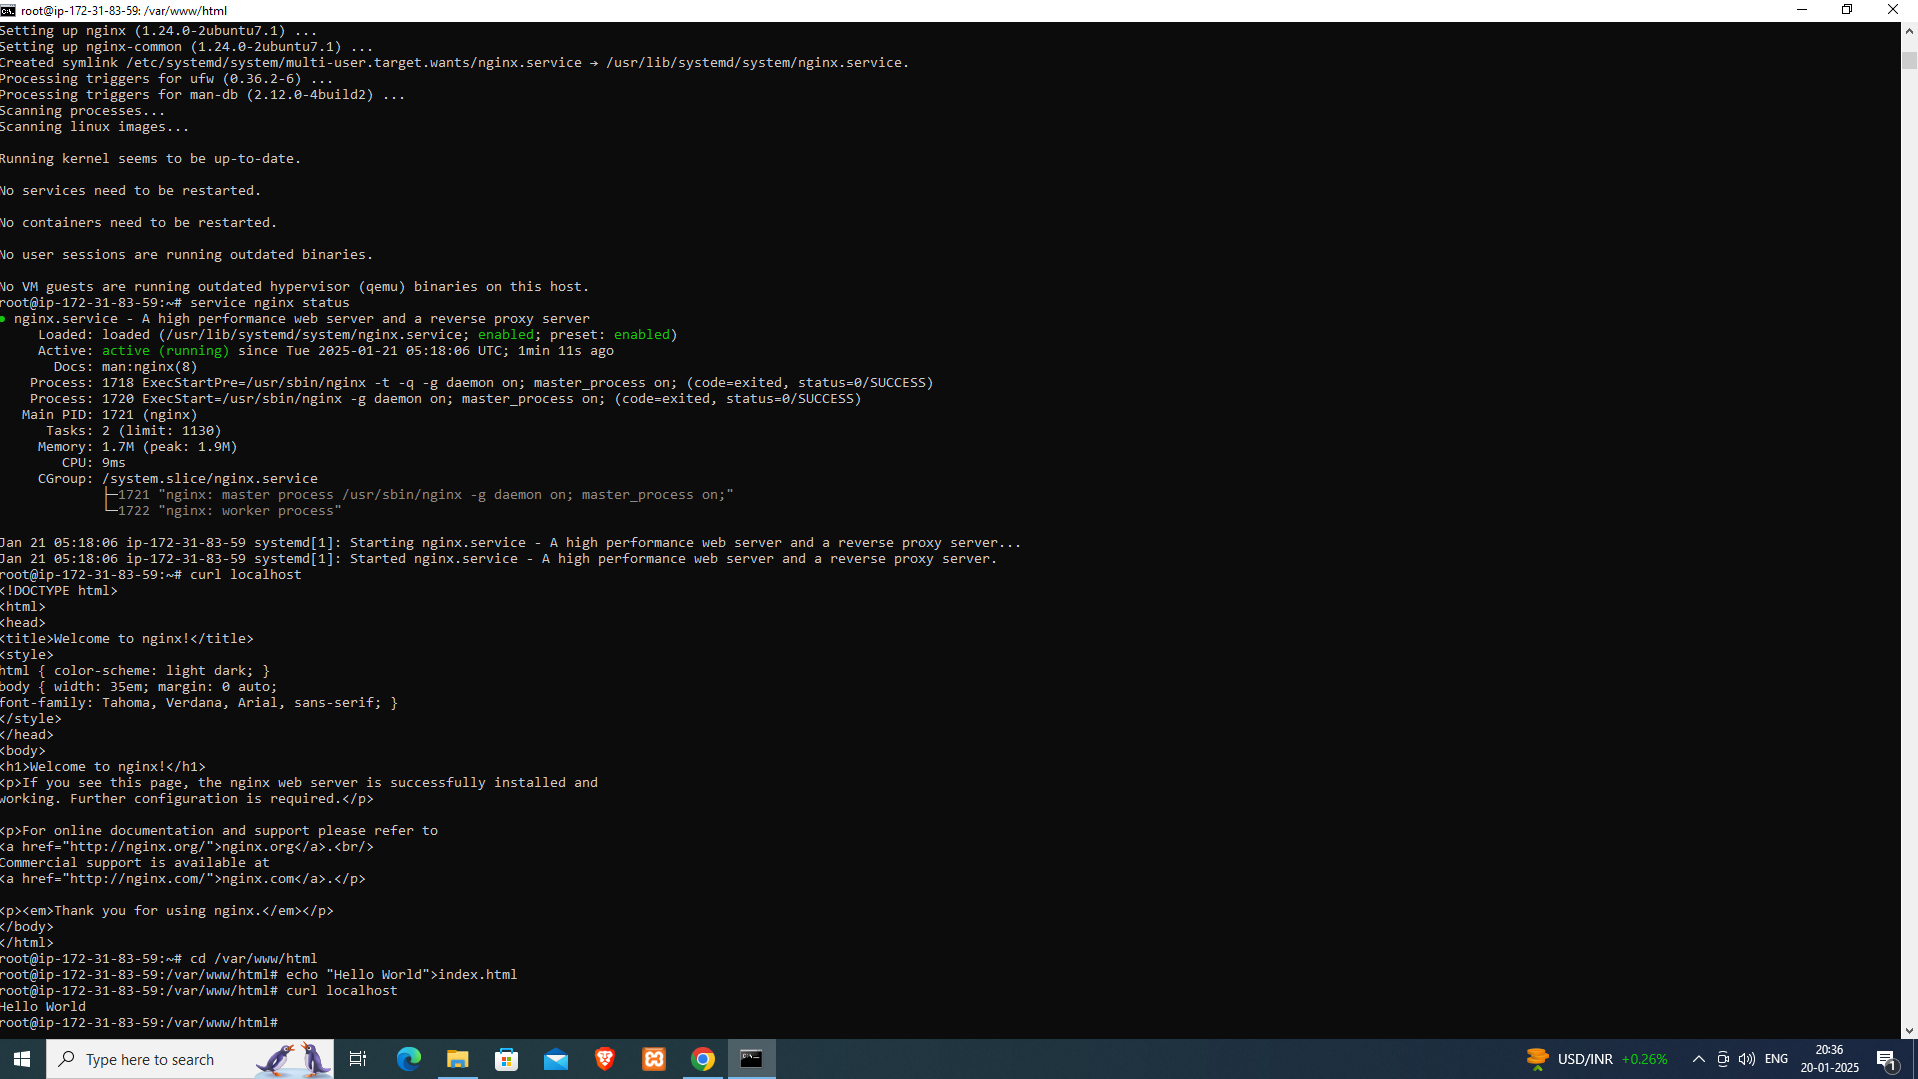 root@ip-172-31-83-59: /var/www/html
Setting up nginx (1.24.0-2ubuntu7.1) ...
Setting up nginx-common (1.24.0-2ubuntu7.1) ...
Created symlink /etc/systemd/system/multi-user.target.wants/nginx.service → /usr/lib/systemd/system/nginx.service.
Processing triggers for ufw (0.36.2-6) ...
Processing triggers for man-db (2.12.0-4build2) ...
Scanning processes...
Scanning linux images...
Running kernel seems to be up-to-date.
No services need to be restarted.
No containers need to be restarted.
No user sessions are running outdated binaries.
No VM guests are running outdated hypervisor (qemu) binaries on this host.
root@ip-172-31-83-59:~# service nginx status
● nginx.service - A high performance web server and a reverse proxy server
Loaded: loaded (/usr/lib/systemd/system/nginx.service; enabled; preset: enabled)
Active: active (running) since Tue 2025-01-21 05:18:06 UTC; 1min 11s ago
Docs: man:nginx(8)
Process: 1718 ExecStartPre=/usr/sbin/nginx -t -q -g daemon on; master_process on; (code=exited, status=0/SUCCESS)
Process: 1720 ExecStart=/usr/sbin/nginx -g daemon on; master_process on; (code=exited, status=0/SUCCESS)
Main PID: 1721 (nginx)
Tasks: 2 (limit: 1130)
Memory: 1.7M (peak: 1.9M)
CPU: 9ms
CGroup: /system.slice/nginx.service
├─1721 "nginx: master process /usr/sbin/nginx -g daemon on; master_process on;"
└─1722 "nginx: worker process"
Jan 21 05:18:06 ip-172-31-83-59 systemd[1]: Starting nginx.service - A high performance web server and a reverse proxy server...
Jan 21 05:18:06 ip-172-31-83-59 systemd[1]: Started nginx.service - A high performance web server and a reverse proxy server.
root@ip-172-31-83-59:~# curl localhost
<!DOCTYPE html>
<html>
<head>
<title>Welcome to nginx!</title>
<style>
html { color-scheme: light dark; }
body { width: 35em; margin: 0 auto;
font-family: Tahoma, Verdana, Arial, sans-serif; }
</style>
</head>
<body>
<h1>Welcome to nginx!</h1>
<p>If you see this page, the nginx web server is successfully installed and
working. Further configuration is required.</p>
<p>For online documentation and support please refer to
<a href="http://nginx.org/">nginx.org</a>.<br/>
Commercial support is available at
<a href="http://nginx.com/">nginx.com</a>.</p>
<p><em>Thank you for using nginx.</em></p>
</body>
</html>
root@ip-172-31-83-59:~# cd /var/www/html
root@ip-172-31-83-59:/var/www/html# echo "Hello World">index.html
root@ip-172-31-83-59:/var/www/html# curl localhost
Hello World
root@ip-172-31-83-59:/var/www/html#
Type here to search
USD/INR +0.26%
ENG
20:36
20-01-2025
1